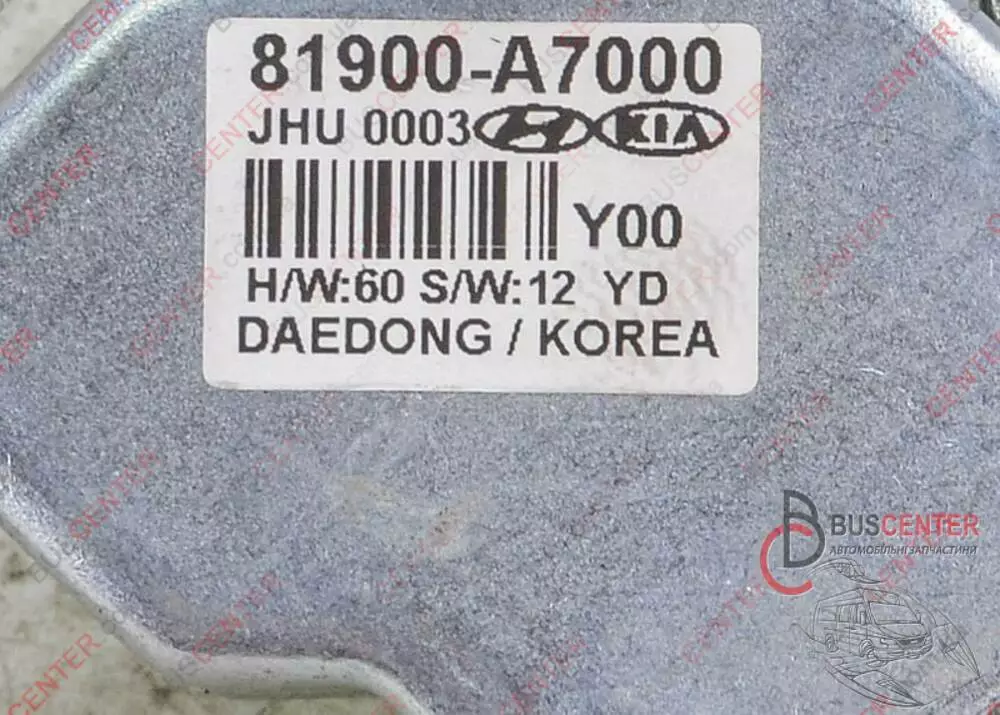 81900-A7000
JHU 0003 KIA
Y00
H/W:60 S/W:12 YD
DAEDONG / KOREA
BUSCENTER
АВТОМОБІЛЬНІ ЗАПЧАСТИНИ